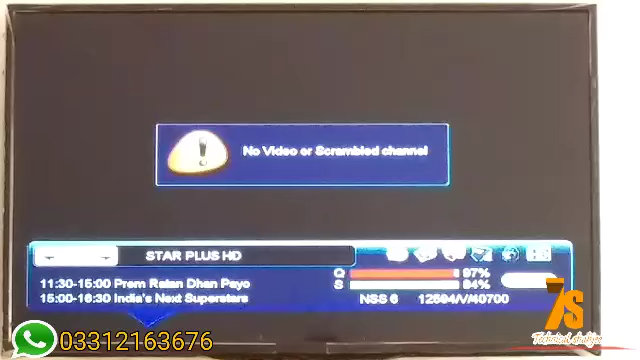 No Video or Scrambled channel
STAR PLUS HD
11:30-15:00 Prem Ratan Dhan Payo
Q 97%
15:00-16:30 India's Next Superstars
S 84%
NSS 6 12594/V/40700
7S
03312163676